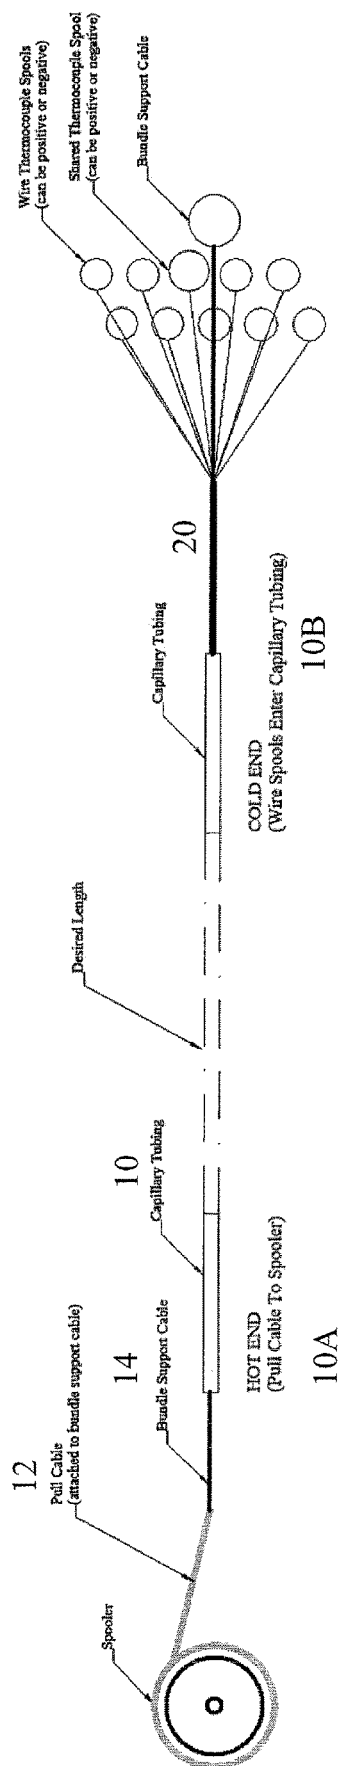 Wire Thermocouple Spools
(can be positive or negative)
Shared Thermocouple Spool
(can be positive or negative)
Bundle Support Cable
20
Capillary Tubing
COLD END
(Wire Spools Enter Capillary Tubing)
10B
Desired Length
10
Capillary Tubing
14
Bundle Support Cable
HOT END
(Pull Cable To Spooler)
10A
12
Pull Cable
(attached to bundle support cable)
Spooler